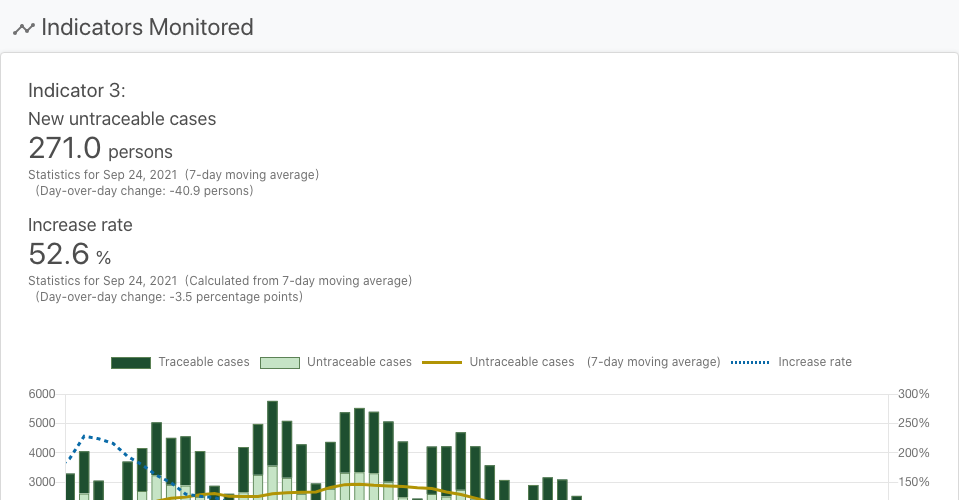 Indicators Monitored
Indicator 3:
New untraceable cases
271.0 persons
Statistics for Sep 24, 2021 (7-day moving average)
(Day-over-day change: -40.9 persons)
Increase rate
52.6 %
Statistics for Sep 24, 2021 (Calculated from 7-day moving average)
(Day-over-day change: -3.5 percentage points)
Traceable cases Untraceable cases Untraceable cases (7-day moving average) Increase rate
6000 300%
5000 250%
4000 200%
3000 150%